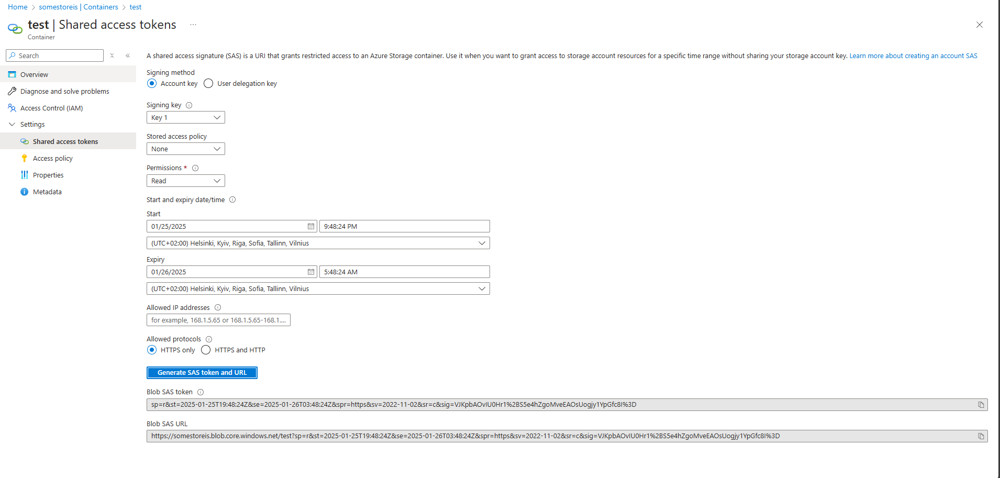 Home > somestoreis | Containers > test
test | Shared access tokens ...
Container
Search
Overview
Diagnose and solve problems
Access Control (IAM)
Settings
Shared access tokens
Access policy
Properties
Metadata
A shared access signature (SAS) is a URI that grants restricted access to an Azure Storage container. Use it when you want to grant access to storage account resources for a specific time range without sharing your storage account key. Learn more about creating an account SAS
Signing method
Account key User delegation key
Signing key
Key 1
Stored access policy
None
Permissions *
Read
Start and expiry date/time
Start
01/25/2025 9:48:24 PM
(UTC+02:00) Helsinki, Kyiv, Riga, Sofia, Tallinn, Vilnius
Expiry
01/26/2025 5:48:24 AM
(UTC+02:00) Helsinki, Kyiv, Riga, Sofia, Tallinn, Vilnius
Allowed IP addresses
for example, 168.1.5.65 or 168.1.5.65-168.1....
Allowed protocols
HTTPS only HTTPS and HTTP
Generate SAS token and URL
Blob SAS token
sp=r&st=2025-01-25T19:48:24Z&se=2025-01-26T03:48:24Z&spr=https&sv=2022-11-02&sr=c&sig=VJKpbAOvIU0Hr1%2BS5e4hZgoMveEAOsUogjy1YpGfc8I%3D
Blob SAS URL
https://somestoreis.blob.core.windows.net/test?sp=r&st=2025-01-25T19:48:24Z&se=2025-01-26T03:48:24Z&spr=https&sv=2022-11-02&sr=c&sig=VJKpbAOvIU0Hr1%2BS5e4hZgoMveEAOsUogjy1YpGfc8I%3D